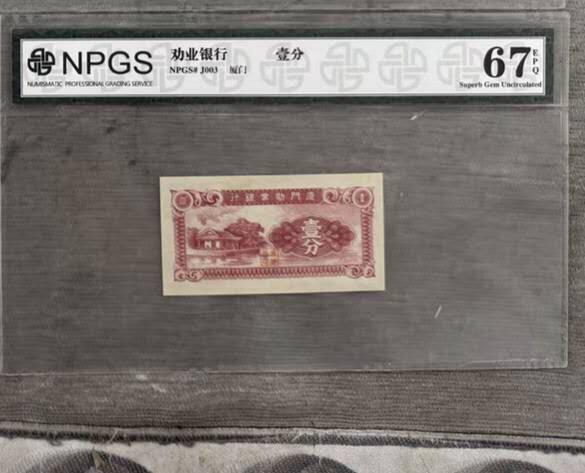 NPGS
NUMISMATIC PROFESSIONAL GRADING SERVICE
劝业银行 壹分
NPGS# J003 厦门
67 EPQ
Superb Gem Uncirculated
行銀業勸門廈
壹分